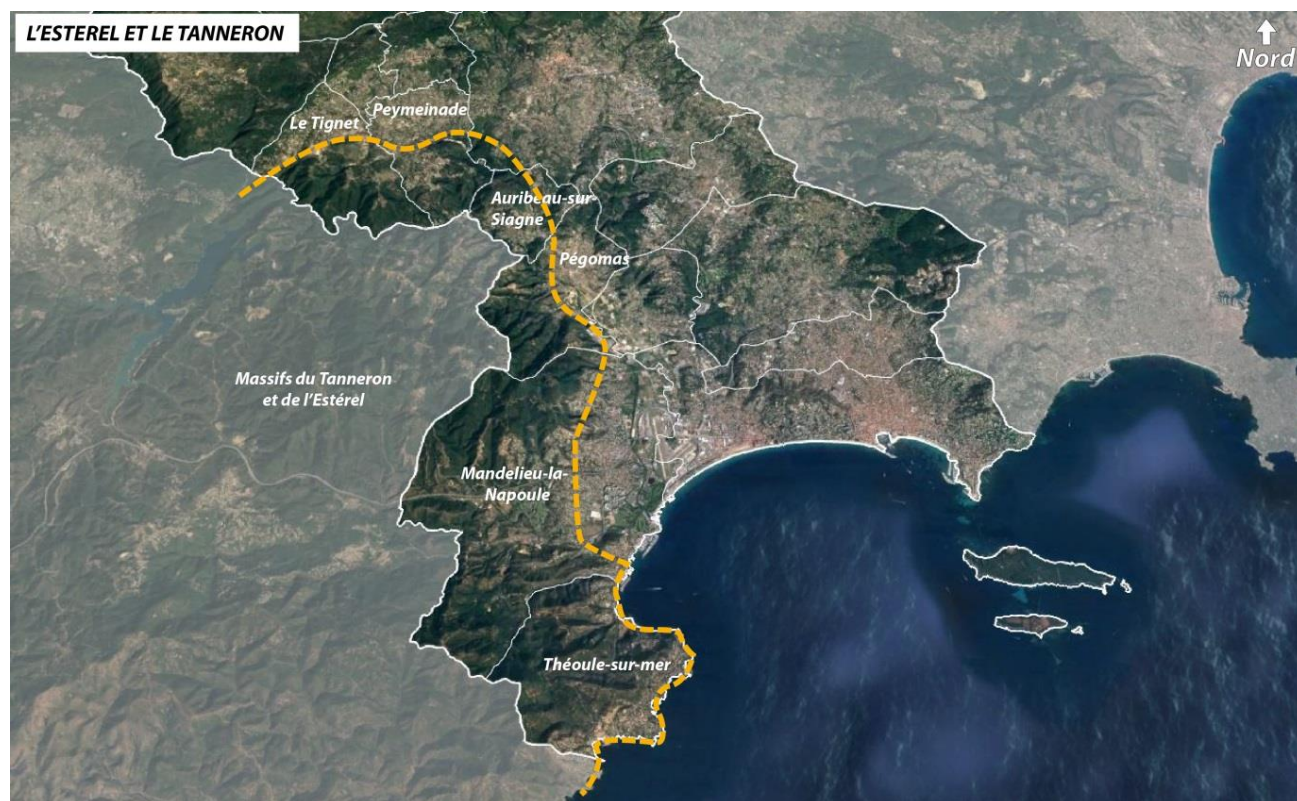 L'ESTEREL ET LE TANNERON
Nord
Peymeinade
Le Tignet
Auribeau-sur-
Siagne
Pégomas
Massifs du Tanneron
et de l'Estérel
Mandelieu-la-
Napoule
Théoule-sur-mer